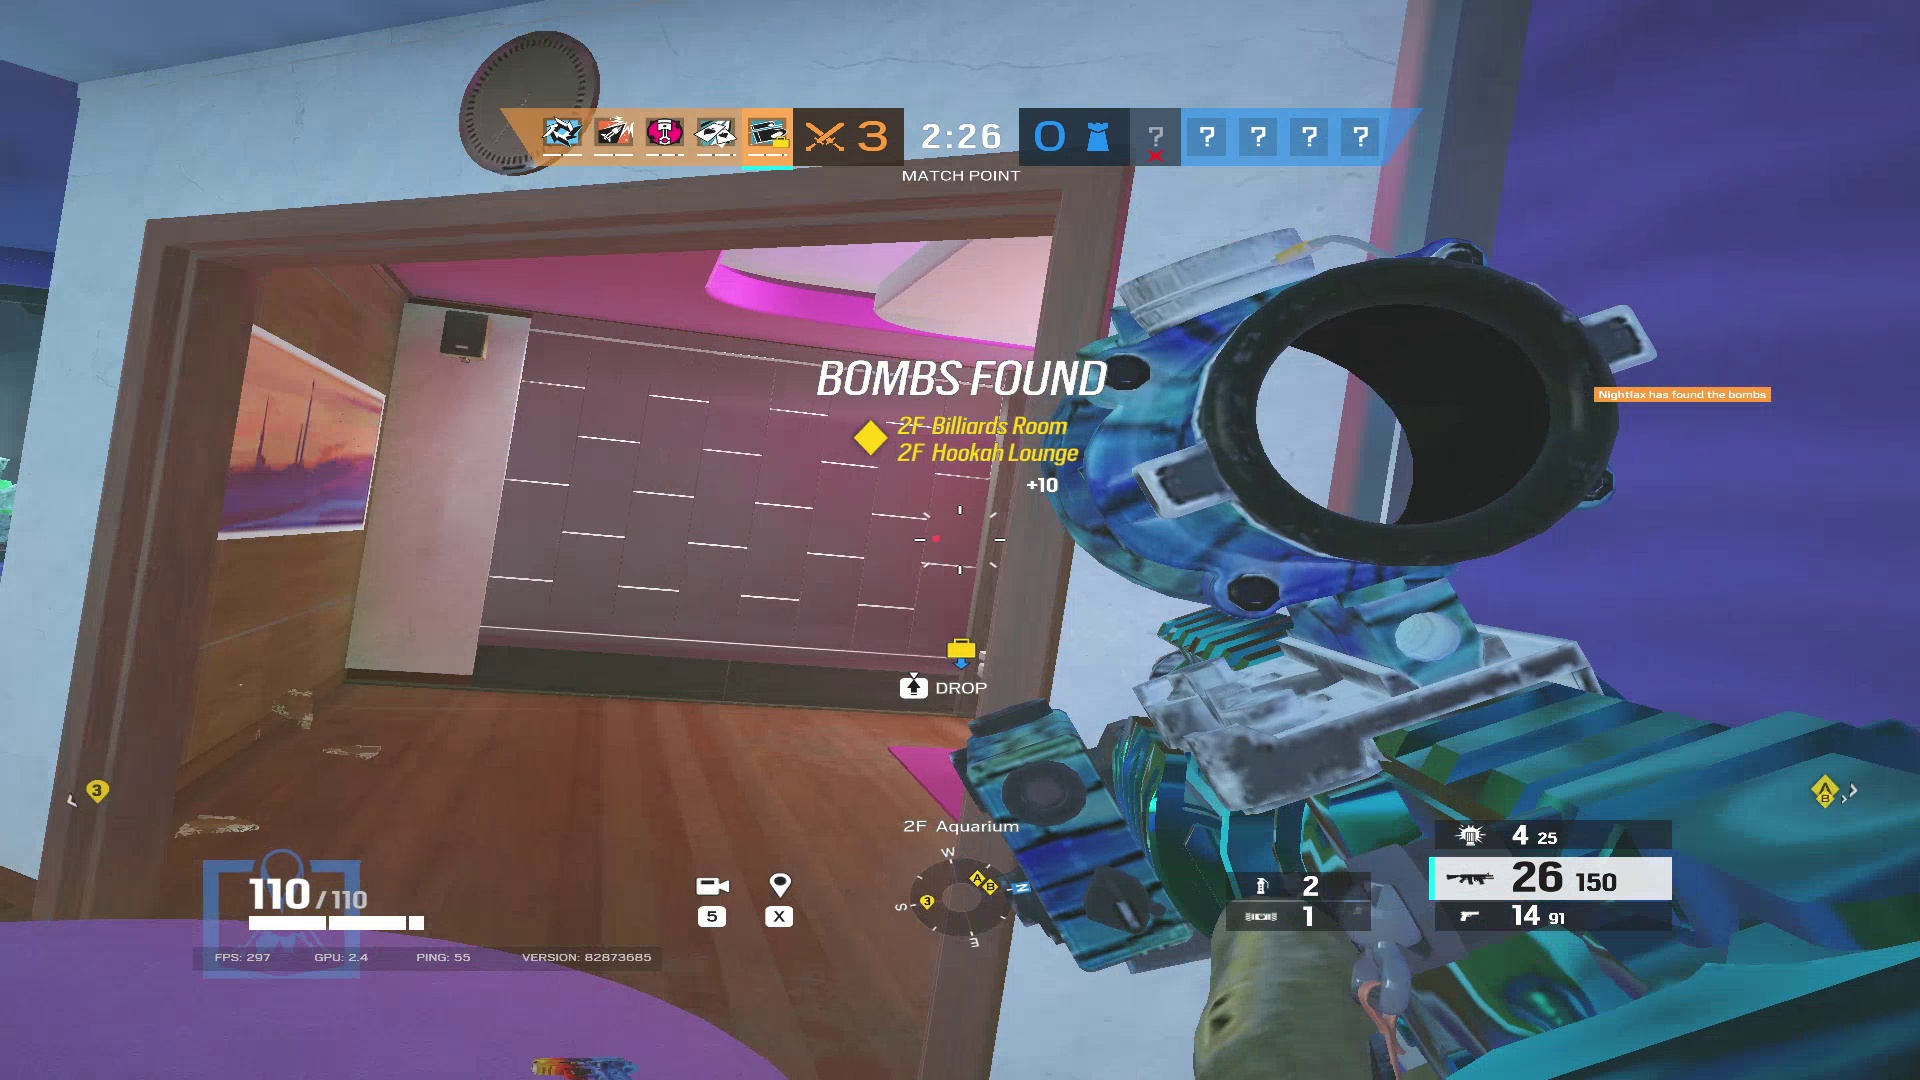 3
2:26
0
?
?
?
?
?
MATCH POINT
BOMBS FOUND
2F Billiards Room
2F Hookah Lounge
+10
Nightlax has found the bombs
DROP
3
A
B
2F Aquarium
W
A
B
N
S
3
E
110 / 110
5
X
4 25
26 150
14 91
2
1
FPS: 297
GPU: 2.4
PING: 55
VERSION: 82873685